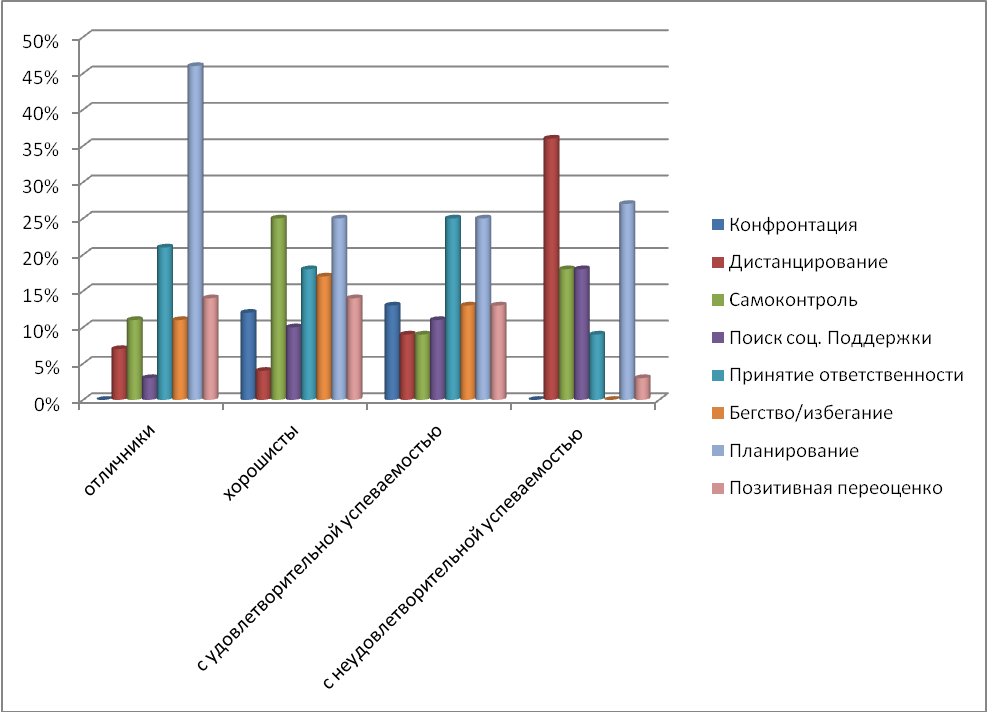 50%
45%
40%
35%
30%
25%
20%
15%
10%
5%
0%
отличники
хорошисты
с удовлетворительной успеваемостью
с неудовлетворительной успеваемостью
Конфронтация
Дистанцирование
Самоконтроль
Поиск соц. Поддержки
Принятие ответственности
Бегство/избегание
Планирование
Позитивная переоценко